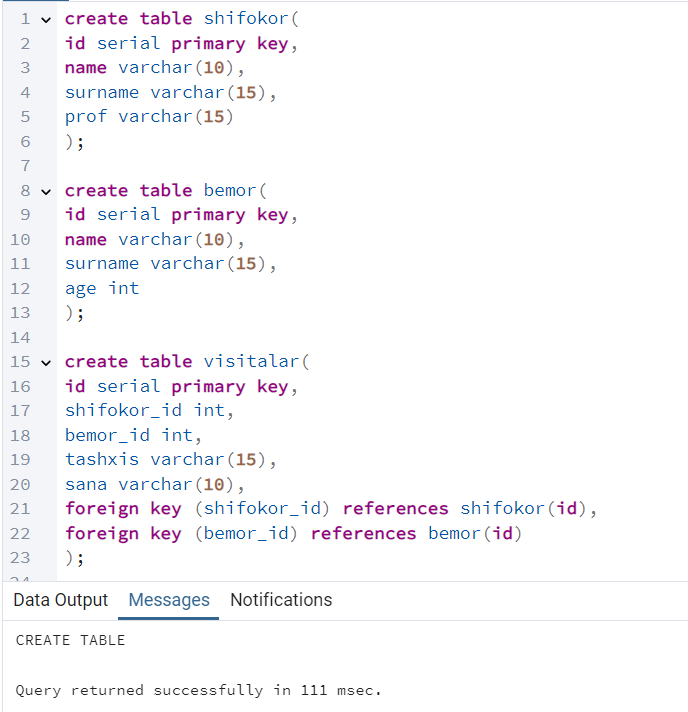 1 create table shifokor(
2 id serial primary key,
3 name varchar(10),
4 surname varchar(15),
5 prof varchar(15)
6 );
7
8 create table bemor(
9 id serial primary key,
10 name varchar(10),
11 surname varchar(15),
12 age int
13 );
14
15 create table visitalar(
16 id serial primary key,
17 shifokor_id int,
18 bemor_id int,
19 tashxis varchar(15),
20 sana varchar(10),
21 foreign key (shifokor_id) references shifokor(id),
22 foreign key (bemor_id) references bemor(id)
23 );
Data Output Messages Notifications
CREATE TABLE
Query returned successfully in 111 msec.